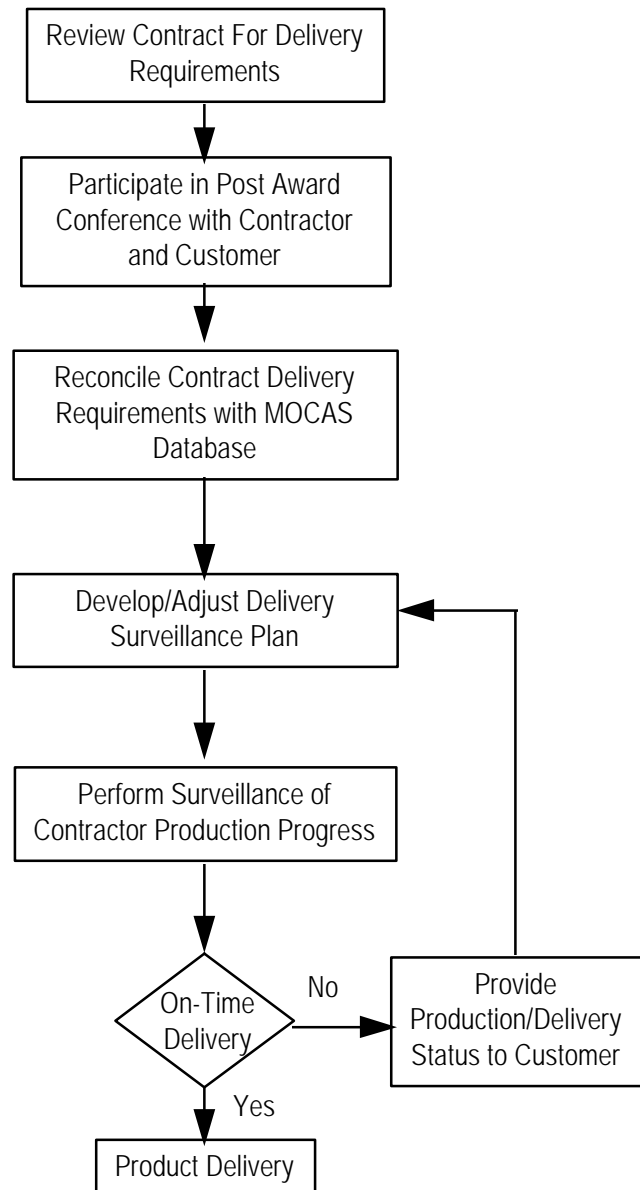 Review Contract For Delivery
Requirements
Participate in Post Award
Conference with Contractor
and Customer
Reconcile Contract Delivery
Requirements with MOCAS
Database
Develop/Adjust Delivery
Surveillance Plan
Perform Surveillance of
Contractor Production Progress
On-Time
Delivery
No
Provide
Production/Delivery
Status to Customer
Yes
Product Delivery